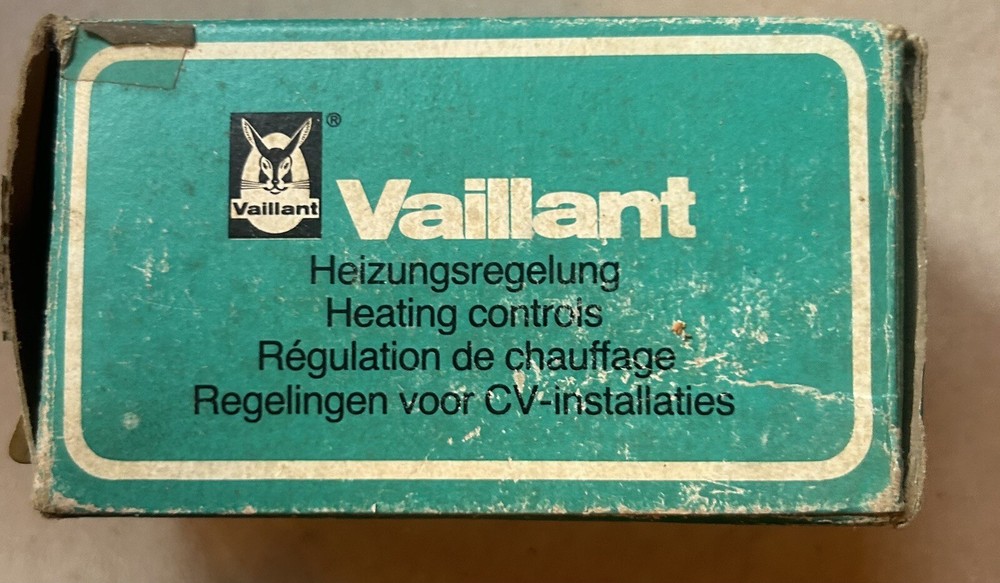 ®
Vaillant
Vaillant
Heizungsregelung
Heating controls
Régulation de chauffage
Regelingen voor CV-installaties